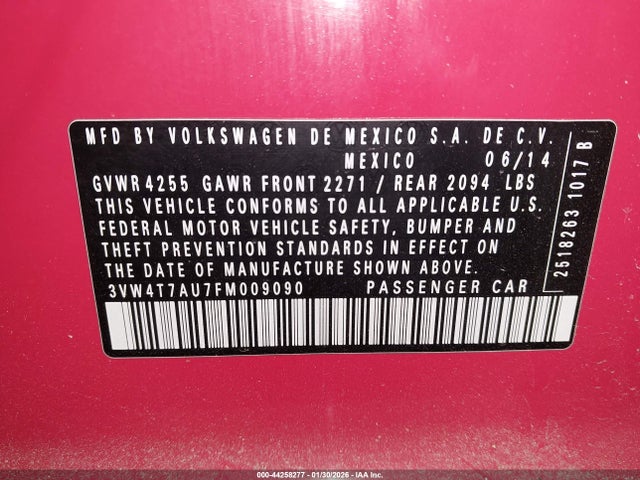 MFD BY VOLKSWAGEN DE MEXICO S.A. DE C.V.
MEXICO 06/14
GVWR 4255 GAWR FRONT 2271 / REAR 2094 LBS
THIS VEHICLE CONFORMS TO ALL APPLICABLE U.S.
FEDERAL MOTOR VEHICLE SAFETY, BUMPER AND
THEFT PREVENTION STANDARDS IN EFFECT ON
THE DATE OF MANUFACTURE SHOWN ABOVE.
3VW4T7AU7FM009090 PASSENGER CAR
2518263 1017 B
000-44258277 - 01/30/2026 - IAA Inc.